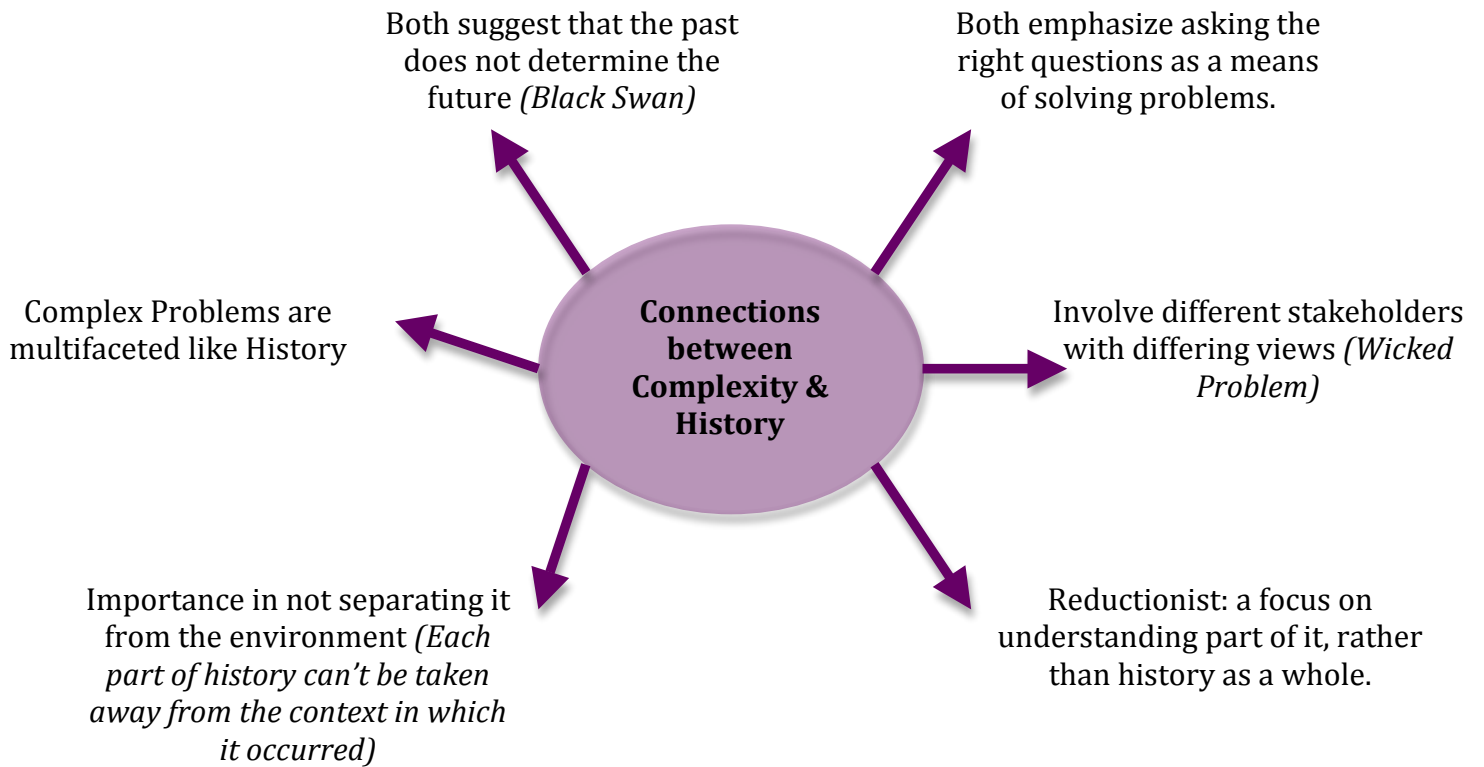 Both suggest that the past
does not determine the
future (Black Swan)
Both emphasize asking the
right questions as a means
of solving problems.
Complex Problems are
multifaceted like History
Connections
between
Complexity &
History
Involve different stakeholders
with differing views (Wicked
Problem)
Importance in not separating it
from the environment (Each
part of history can’t be taken
away from the context in which
it occurred)
Reductionist: a focus on
understanding part of it, rather
than history as a whole.